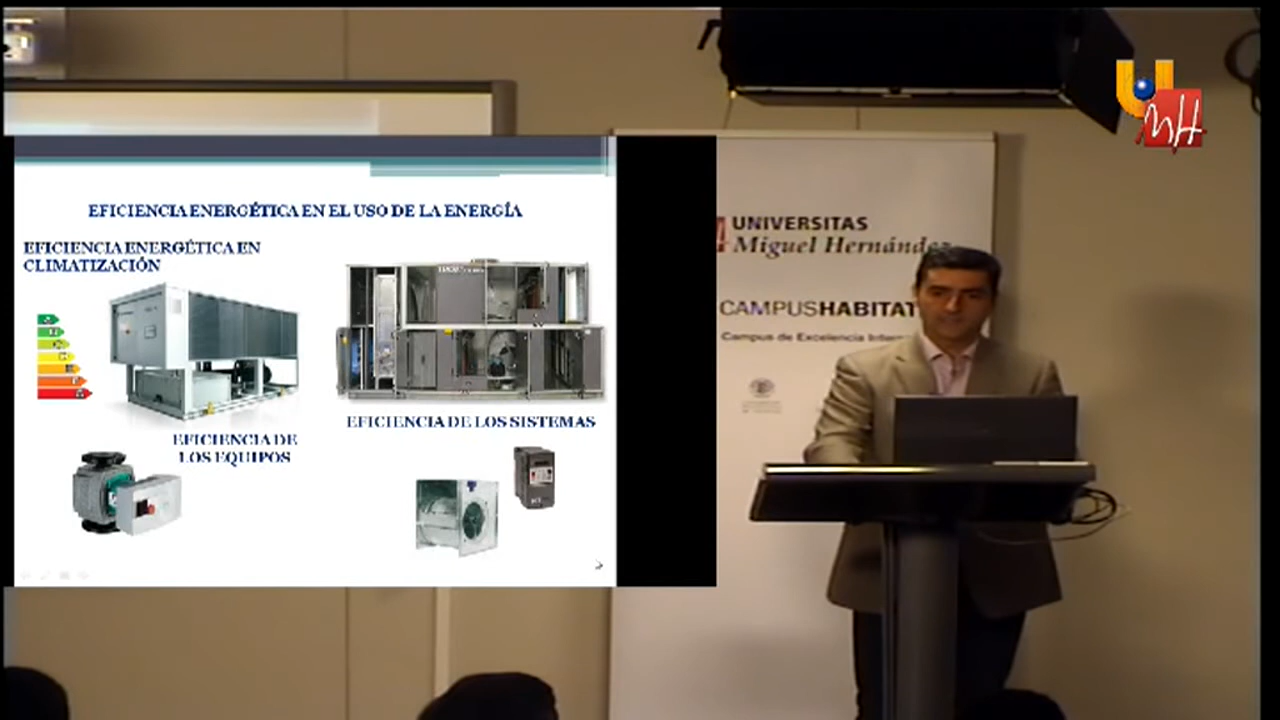 EFICIENCIA ENERGÉTICA EN EL USO DE LA ENERGÍA
EFICIENCIA ENERGÉTICA EN
CLIMATIZACIÓN
EFICIENCIA DE LOS SISTEMAS
EFICIENCIA DE
LOS EQUIPOS
UMH
UNIVERSITAS
Miguel Hernández
CAMPUSHABITAT
Campus de Excelencia